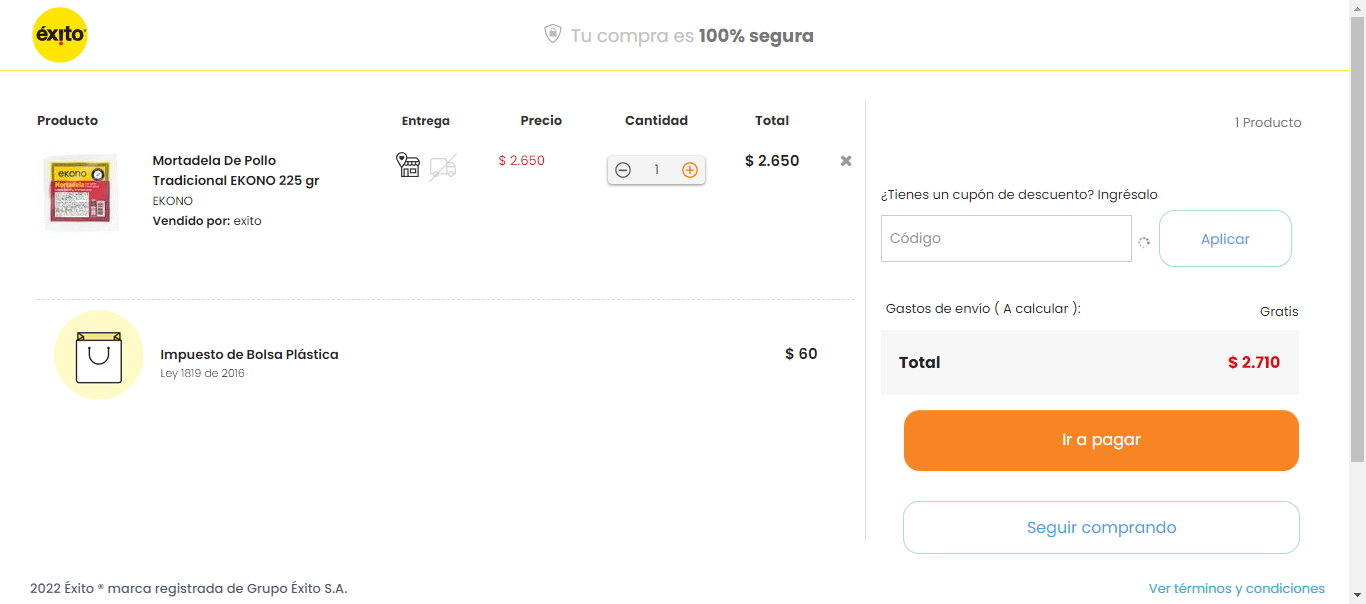 éxito
Tu compra es 100% segura
Producto
Entrega
Precio
Cantidad
Total
1 Producto
Mortadela De Pollo
Tradicional EKONO 225 gr
EKONO
Vendido por: exito
ekono
Mortadela
$ 2.650
1
$ 2.650
¿Tienes un cupón de descuento? Ingrésalo
Código
Aplicar
Gastos de envío ( A calcular ):
Gratis
Impuesto de Bolsa Plástica
Ley 1819 de 2016
$ 60
Total
$ 2.710
Ir a pagar
Seguir comprando
2022 Éxito ® marca registrada de Grupo Éxito S.A.
Ver términos y condiciones